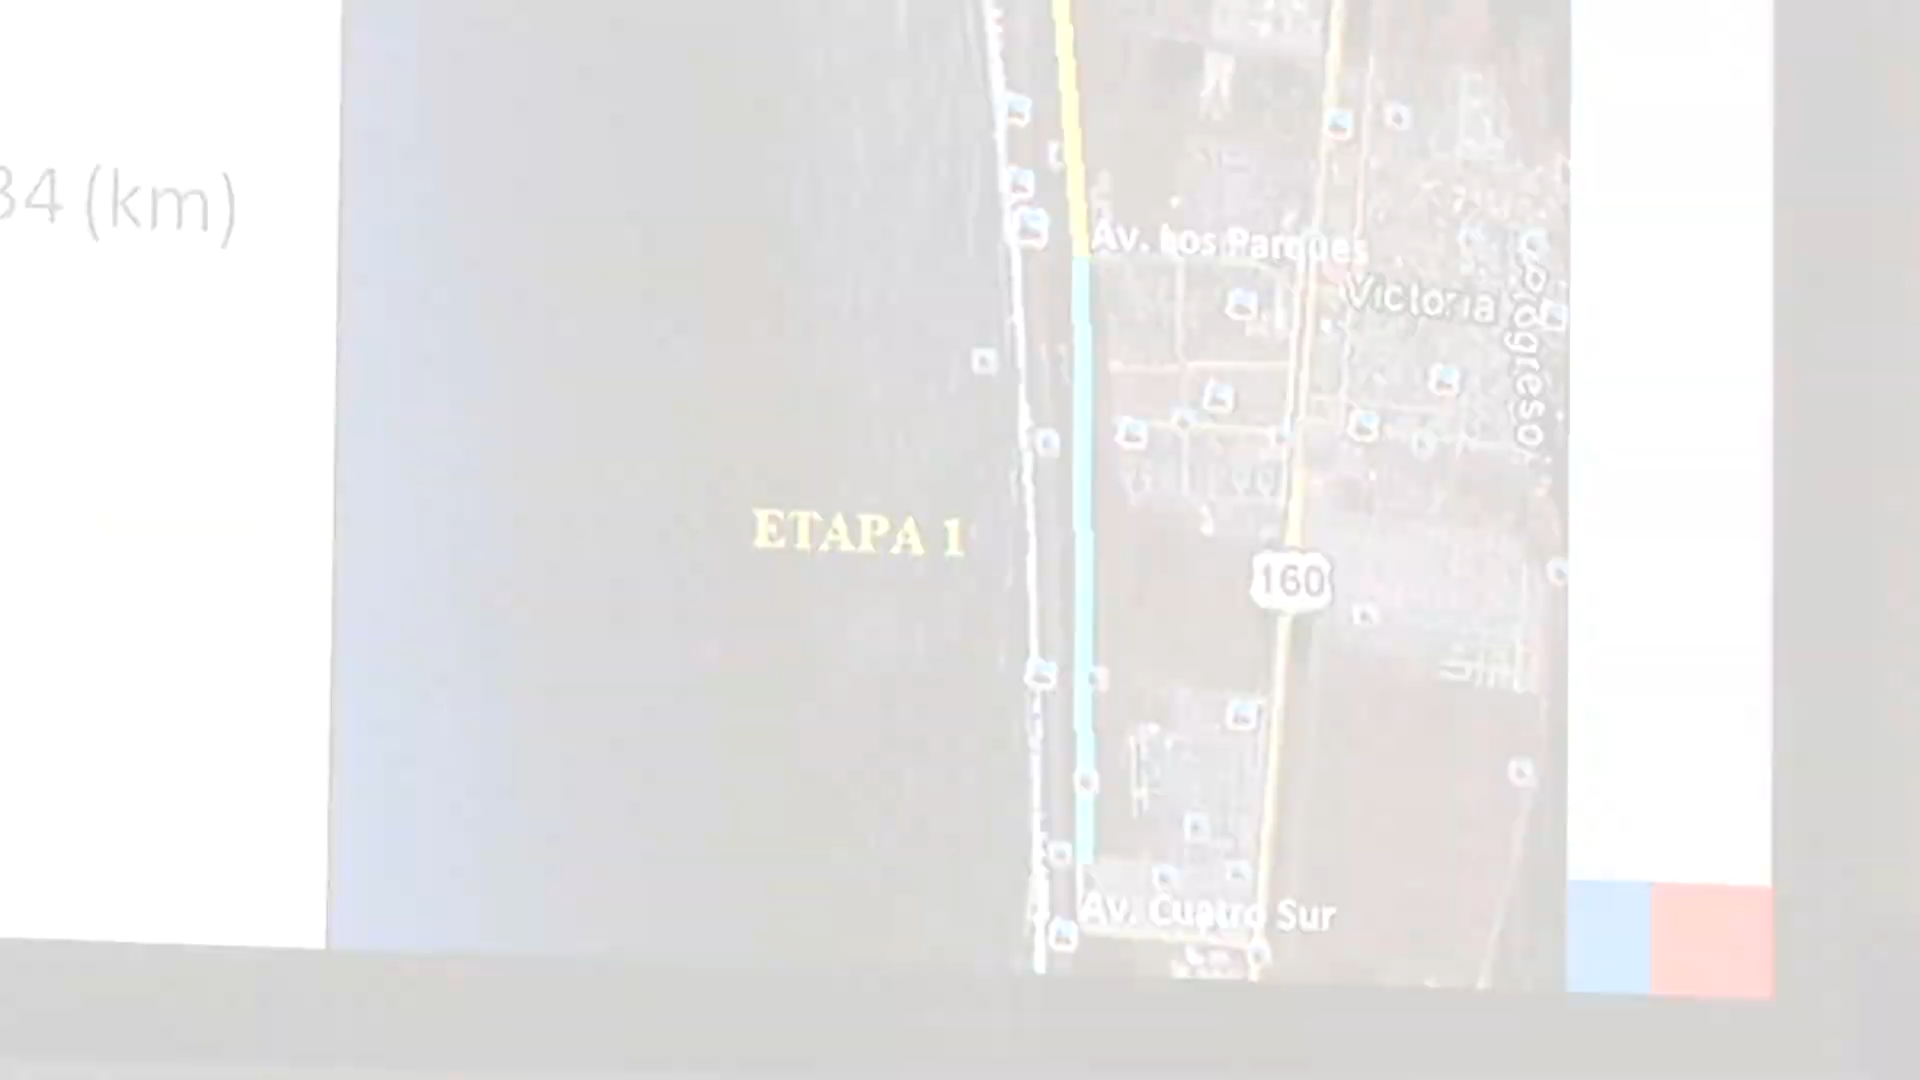 34 (km)
Av. Los Parques
Victoria
progreso
ETAPA 1
160
Av. Cuatro Sur